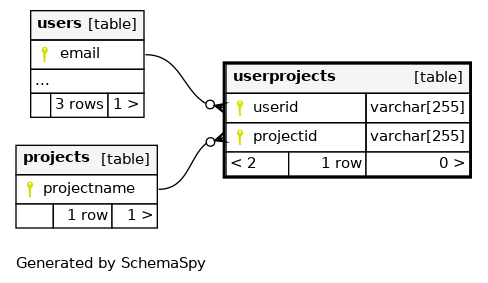 users [table]
email
...
3 rows 1 >
userprojects [table]
userid varchar[255]
projectid varchar[255]
< 2 1 row 0 >
projects [table]
projectname
1 row 1 >
Generated by SchemaSpy